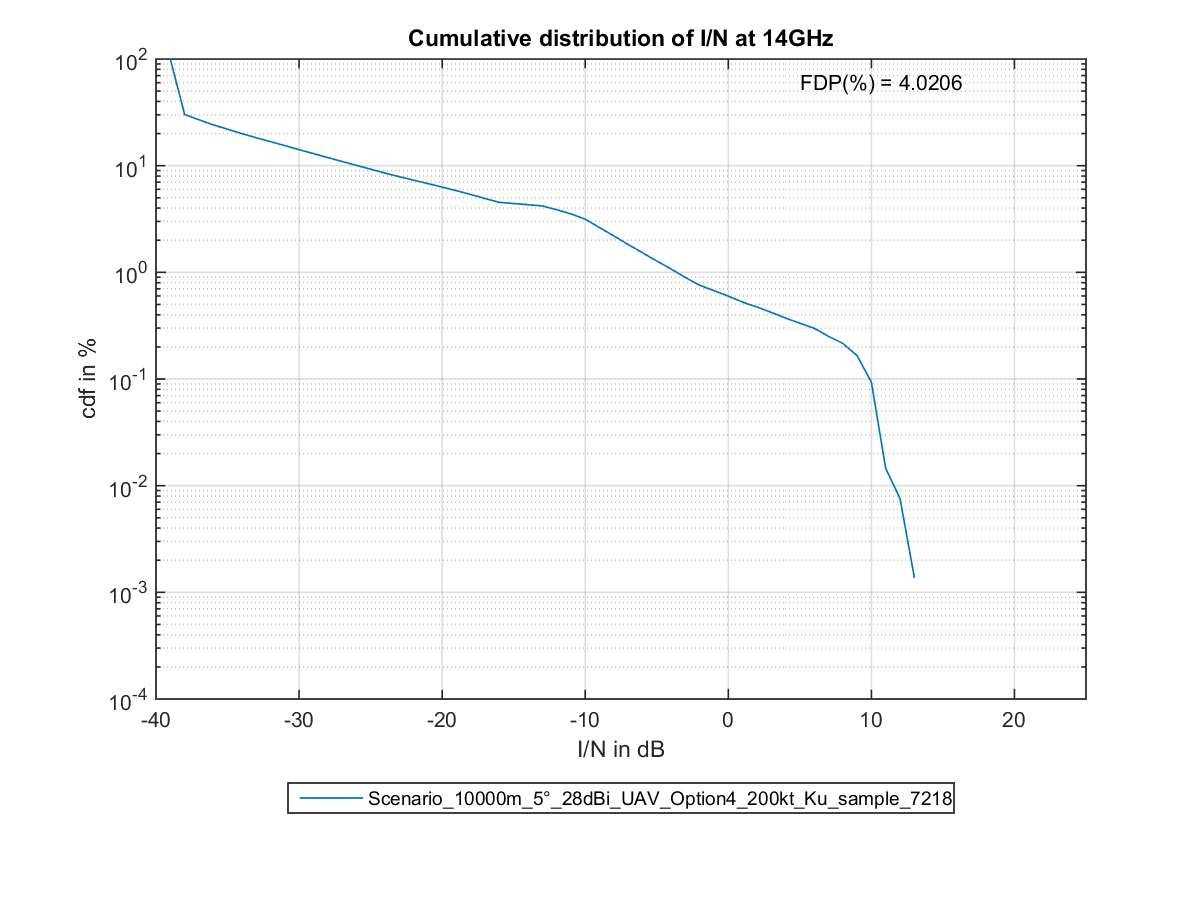 Cumulative distribution of I/N at 14GHz
FDP(%) = 4.0206
10^2
10^1
10^0
10^-1
10^-2
10^-3
10^-4
cdf in %
-40 -30 -20 -10 0 10 20
I/N in dB
Scenario_10000m_5°_28dBi_UAV_Option4_200kt_Ku_sample_7218